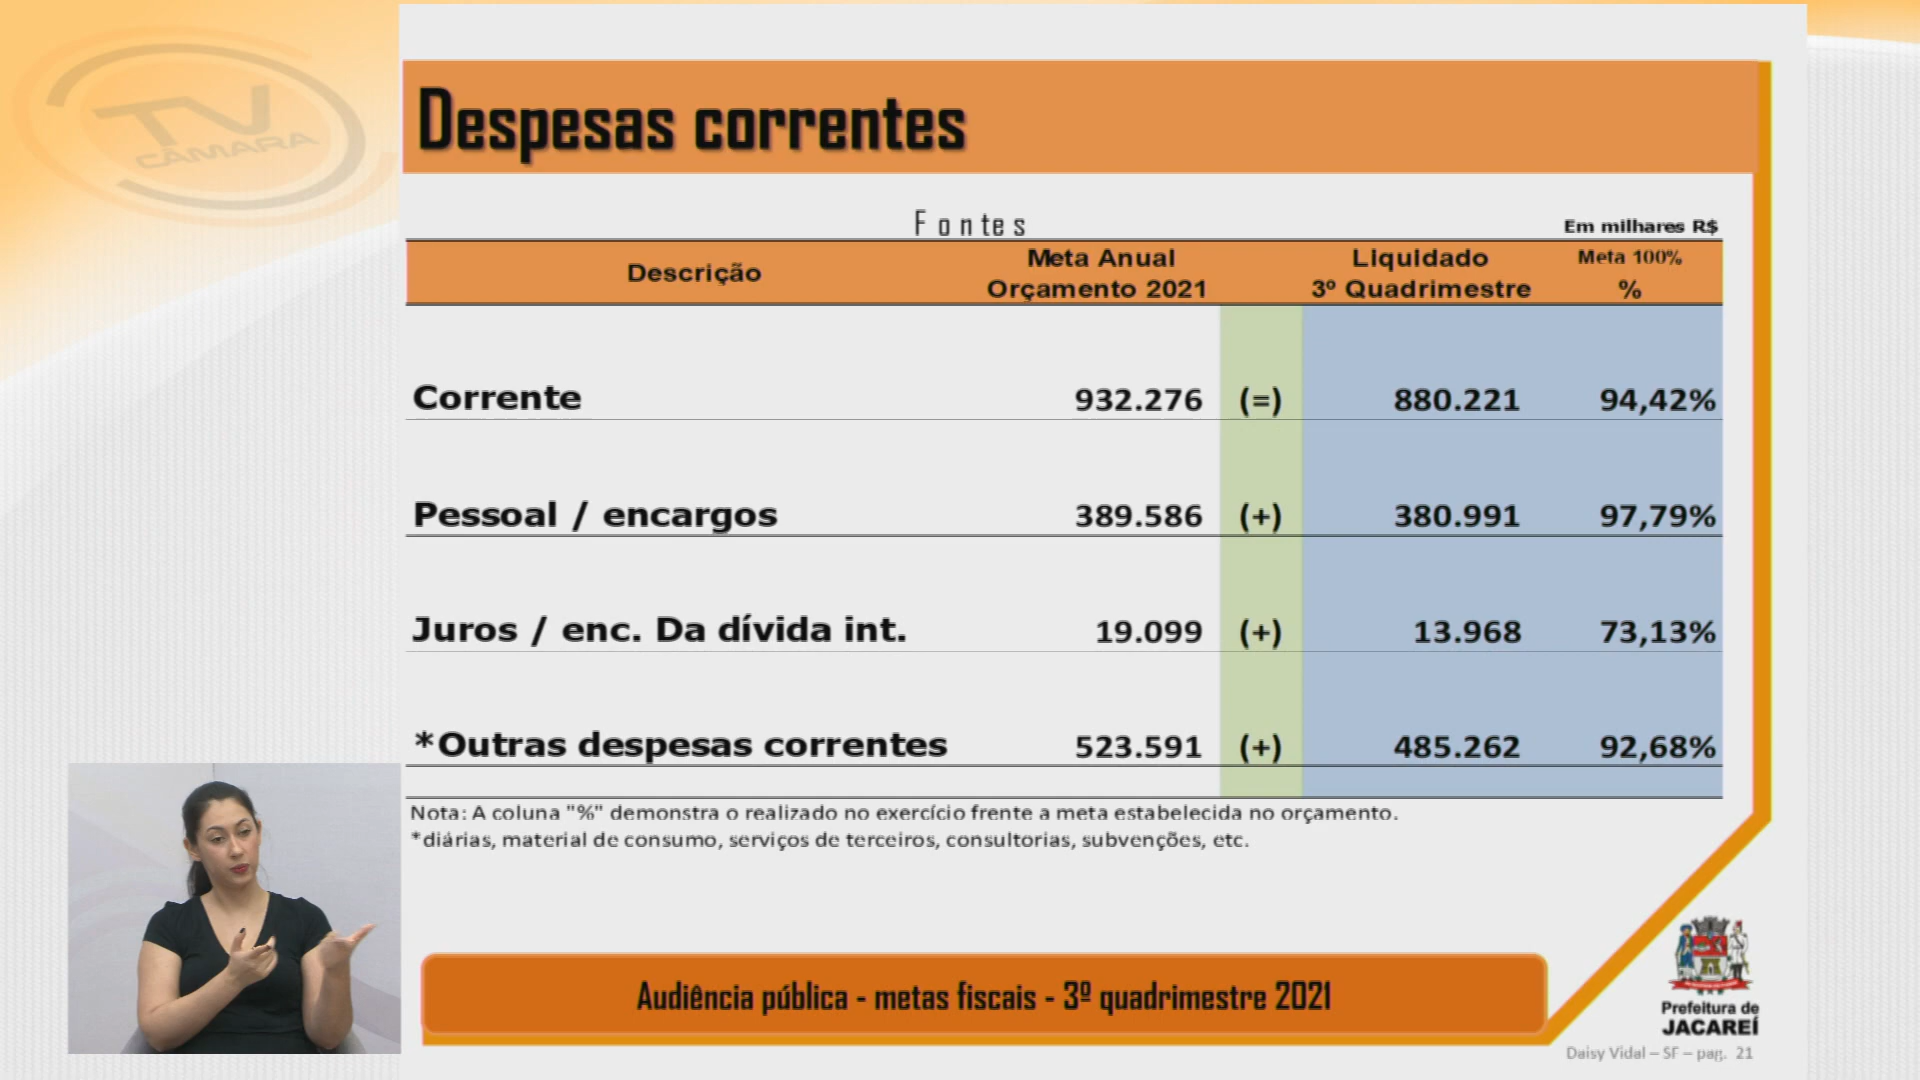 TV
CÂMARA
Despesas correntes
Fontes
Em milhares R$
Descrição
Meta Anual
Orçamento 2021
Liquidado
3º Quadrimestre
Meta 100%
%
Corrente 932.276 (=) 880.221 94,42%
Pessoal / encargos 389.586 (+) 380.991 97,79%
Juros / enc. Da dívida int. 19.099 (+) 13.968 73,13%
*Outras despesas correntes 523.591 (+) 485.262 92,68%
Nota: A coluna "%" demonstra o realizado no exercício frente a meta estabelecida no orçamento.
*diárias, material de consumo, serviços de terceiros, consultorias, subvenções, etc.
Audiência pública - metas fiscais - 3º quadrimestre 2021
Prefeitura de
JACAREÍ
Daisy Vidal – SF – pag. 21